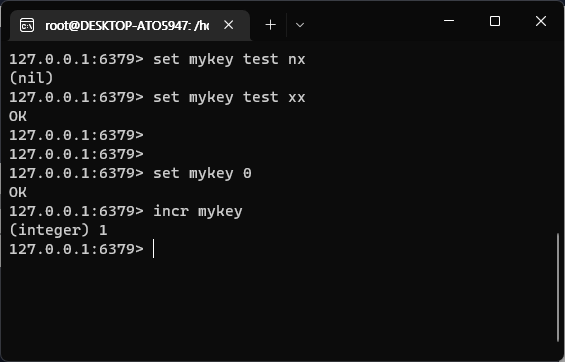 root@DESKTOP-ATO5947: /ho
127.0.0.1:6379> set mykey test nx
(nil)
127.0.0.1:6379> set mykey test xx
OK
127.0.0.1:6379>
127.0.0.1:6379>
127.0.0.1:6379> set mykey 0
OK
127.0.0.1:6379> incr mykey
(integer) 1
127.0.0.1:6379>